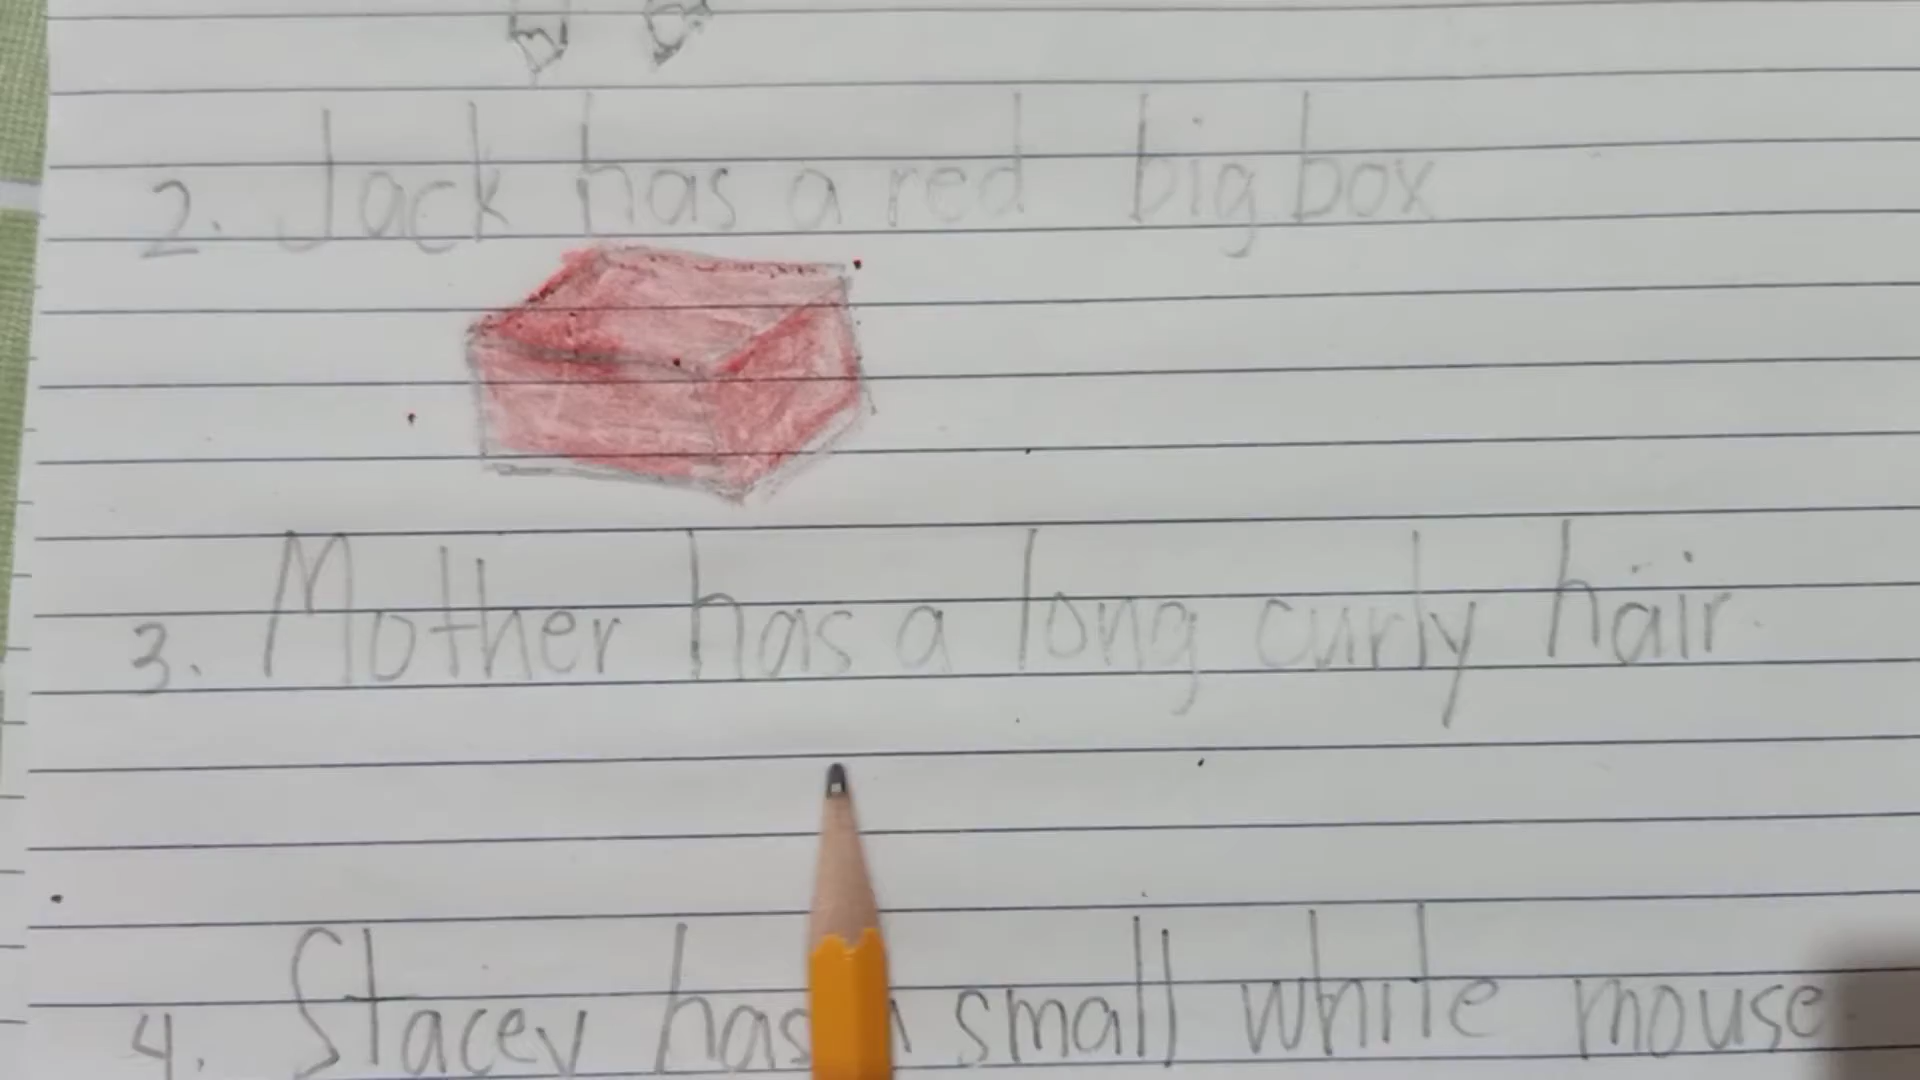 2. Jack has a red big box
3. Mother has a long curly hair.
4. Stacey has small white mouse